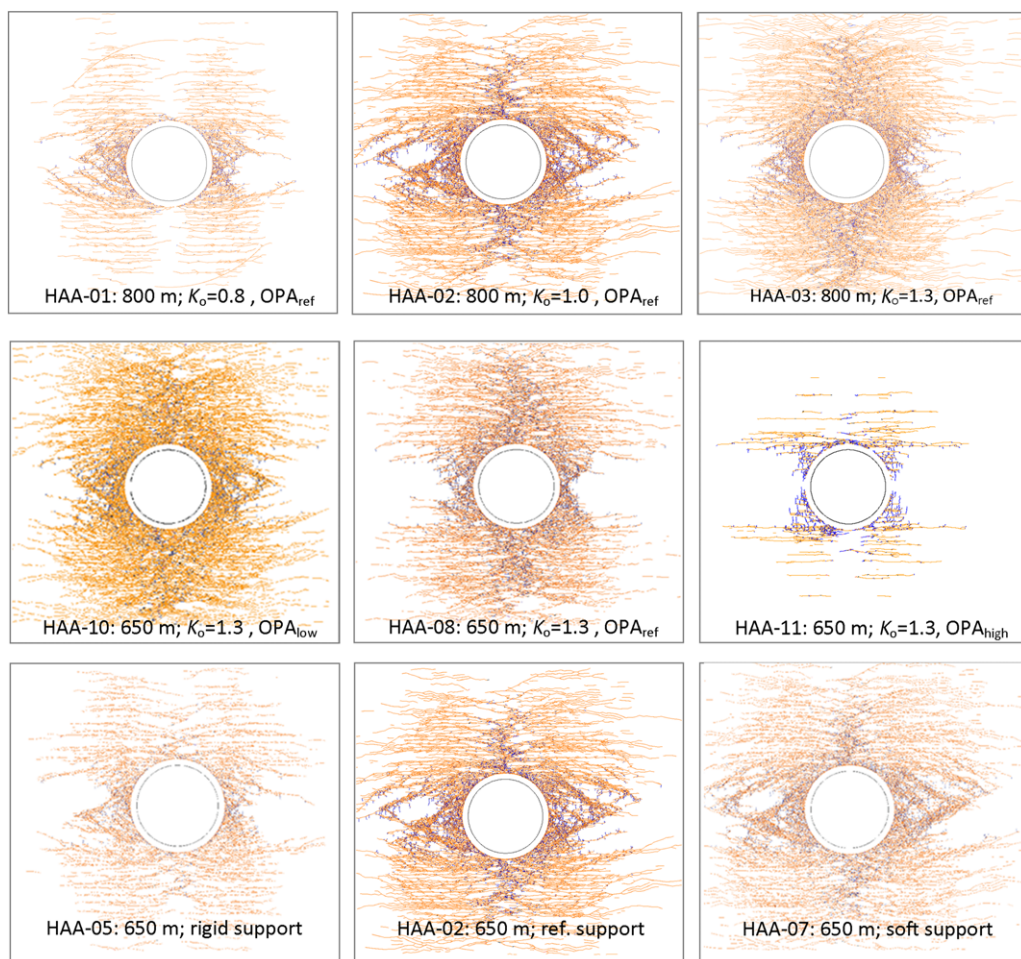 HAA-01: 800 m; Ko=0.8 , OPAref
HAA-02: 800 m; Ko=1.0 , OPAref
HAA-03: 800 m; Ko=1.3, OPAref
HAA-10: 650 m; Ko=1.3 , OPAlow
HAA-08: 650 m; Ko=1.3 , OPAref
HAA-11: 650 m; Ko=1.3, OPAhigh
HAA-05: 650 m; rigid support
HAA-02: 650 m; ref. support
HAA-07: 650 m; soft support